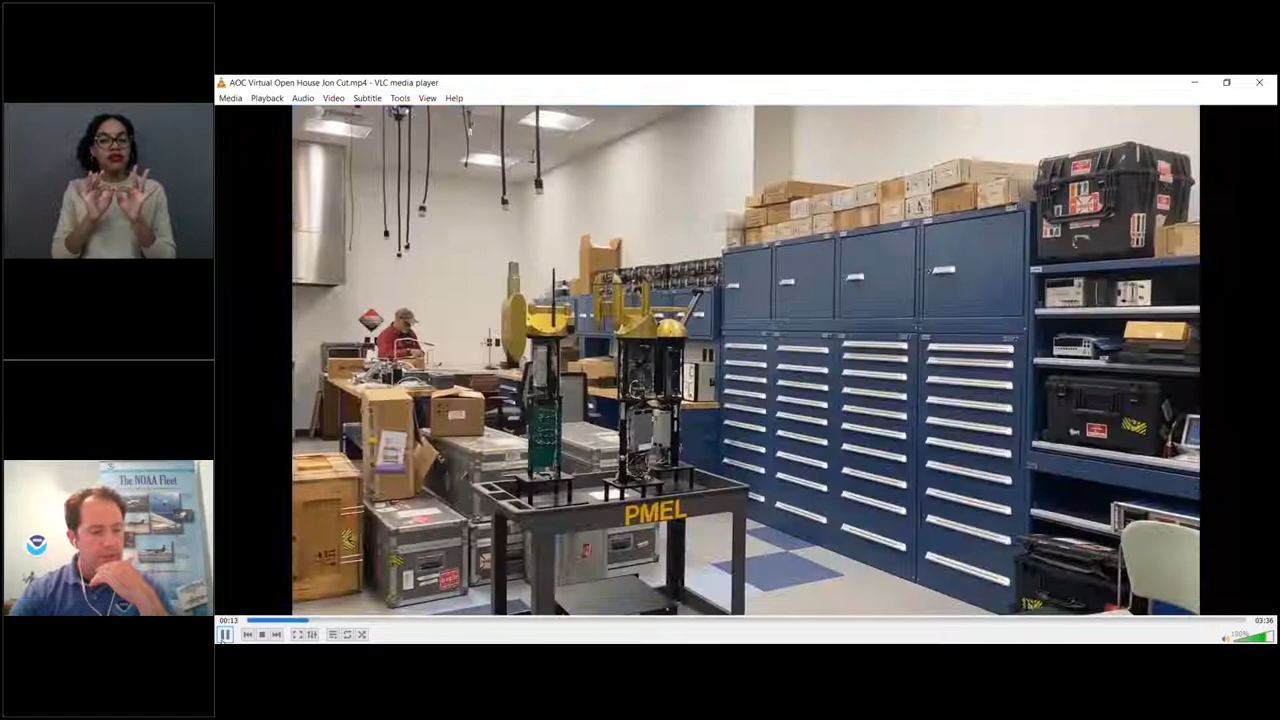 AOC Virtual Open House Jon Cut.mp4 - VLC media player
Media Playback Audio Video Subtitle Tools View Help
PMEL
The NOAA Fleet
00:13
03:36
100%